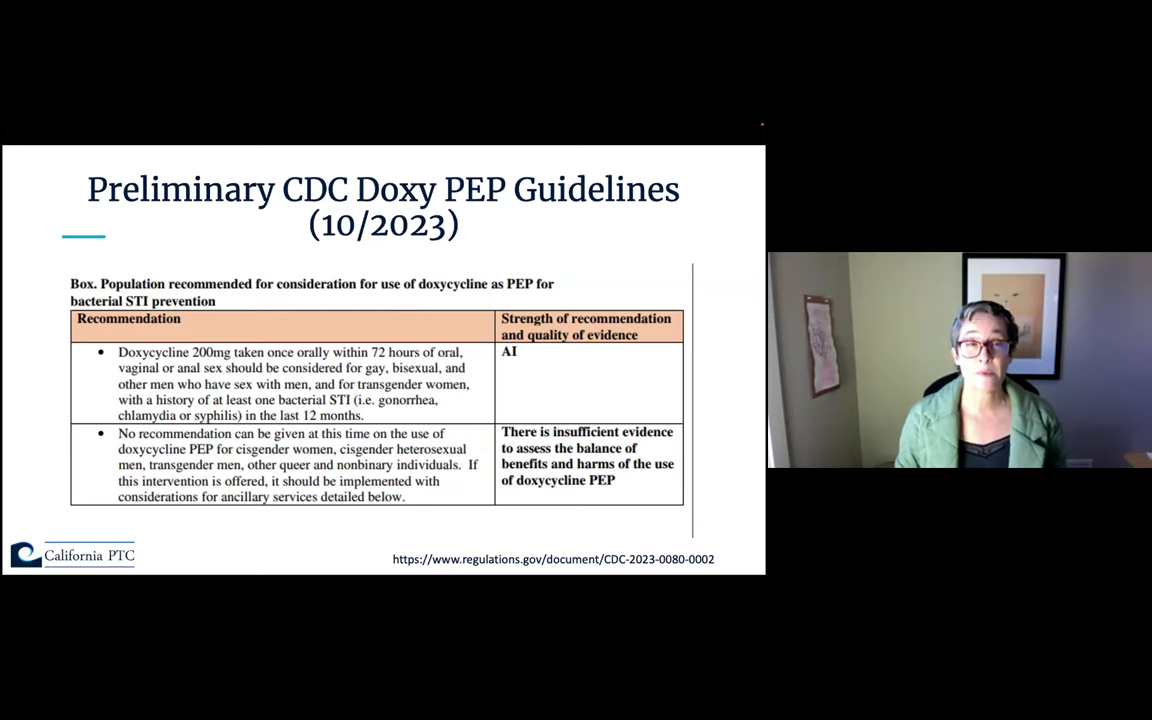 Preliminary CDC Doxy PEP Guidelines
(10/2023)
Box. Population recommended for consideration for use of doxycycline as PEP for
bacterial STI prevention
Recommendation
Strength of recommendation
and quality of evidence
• Doxycycline 200mg taken once orally within 72 hours of oral,
vaginal or anal sex should be considered for gay, bisexual, and
other men who have sex with men, and for transgender women,
with a history of at least one bacterial STI (i.e. gonorrhea,
chlamydia or syphilis) in the last 12 months.
AI
• No recommendation can be given at this time on the use of
doxycycline PEP for cisgender women, cisgender heterosexual
men, transgender men, other queer and nonbinary individuals. If
this intervention is offered, it should be implemented with
considerations for ancillary services detailed below.
There is insufficient evidence
to assess the balance of
benefits and harms of the use
of doxycycline PEP
California PTC
https://www.regulations.gov/document/CDC-2023-0080-0002